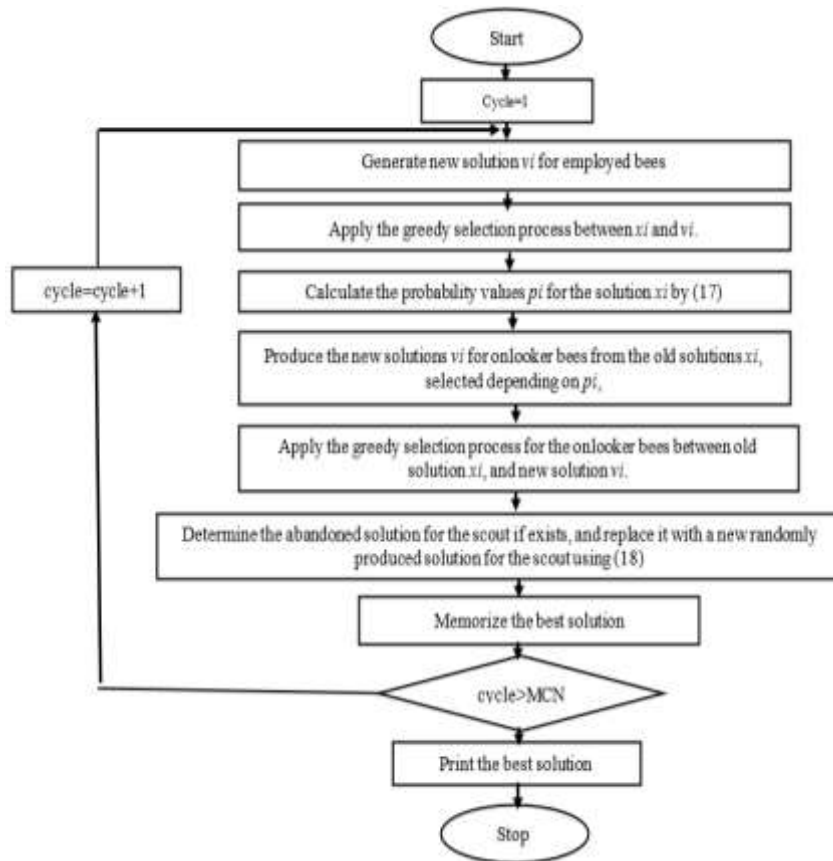 Start
Cycle=1
Generate new solution vi for employed bees
Apply the greedy selection process between xi and vi.
cycle=cycle+1
Calculate the probability values pi for the solution xi by (17)
Produce the new solutions vi for onlooker bees from the old solutions xi,
selected depending on pi,
Apply the greedy selection process for the onlooker bees between old
solution xi, and new solution vi.
Determine the abandoned solution for the scout if exists, and replace it with a new randomly
produced solution for the scout using (18)
Memorize the best solution
cycle>MCN
Print the best solution
Stop